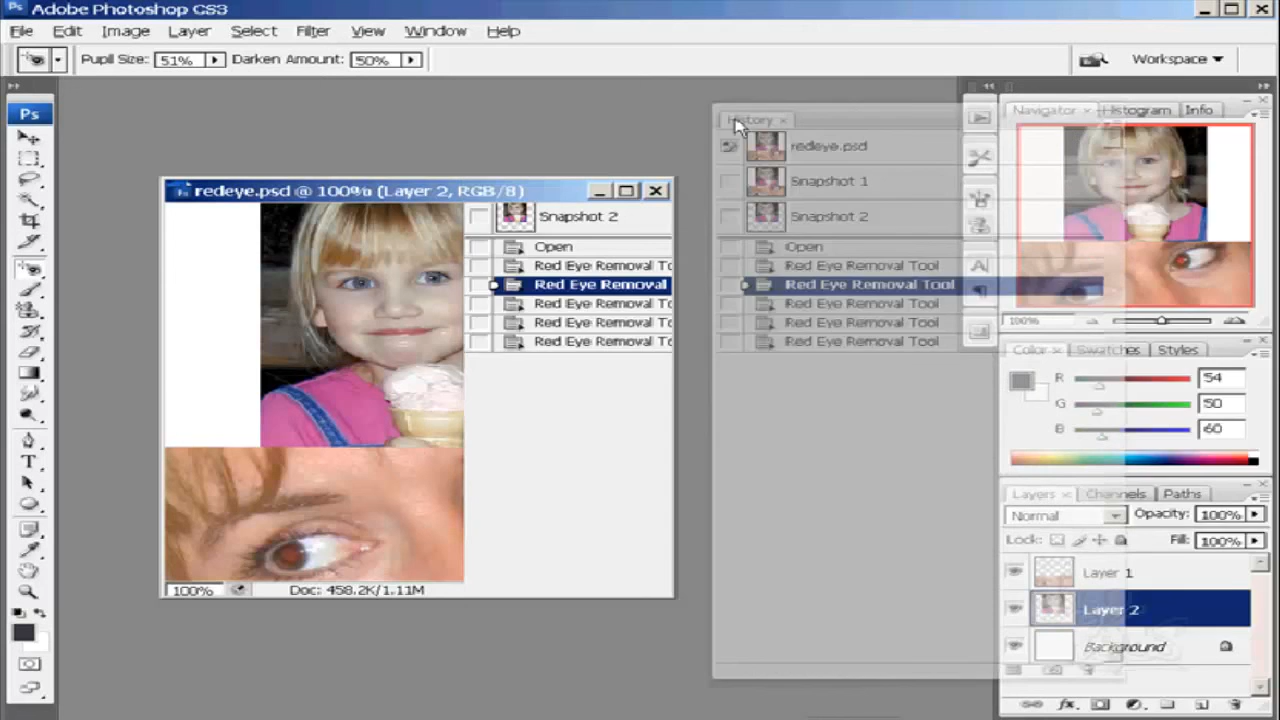 Ps Adobe Photoshop CS3
File Edit Image Layer Select Filter View Window Help
Pupil Size: 51% Darken Amount: 50% Workspace
Ps
History ×
redeye.psd
Snapshot 1
Snapshot 2
Open
Red Eye Removal Tool
Red Eye Removal Tool
Red Eye Removal Tool
Red Eye Removal Tool
Red Eye Removal Tool
redeye.psd @ 100% (Layer 2, RGB/8)
Snapshot 2
Open
Red Eye Removal To
Red Eye Removal
Red Eye Removal To
Red Eye Removal To
Red Eye Removal To
100% Doc: 458.2K/1.11M
Navigator × Histogram Info
100%
Color × Swatches Styles
R 54
G 50
B 60
Layers × Channels Paths
Normal Opacity: 100%
Lock: Fill: 100%
Layer 1
Layer 2
Background